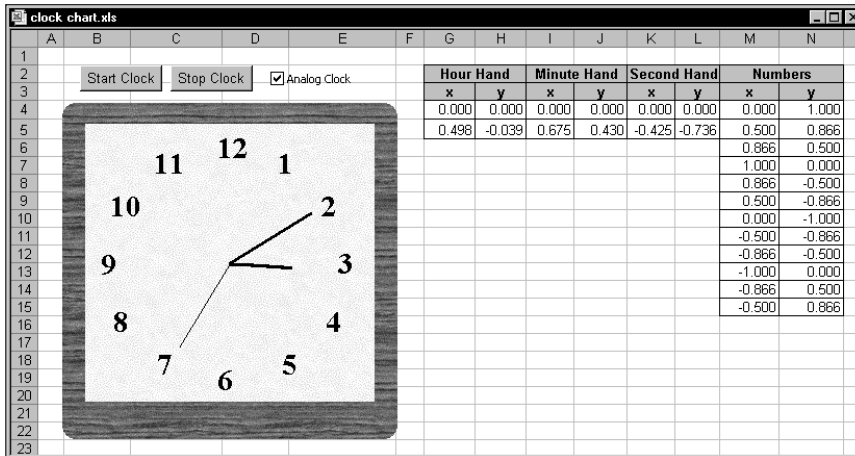 clock chart.xls
A B C D E F G H I J K L M N
1
2 Start Clock Stop Clock Analog Clock Hour Hand Minute Hand Second Hand Numbers
3 x y x y x y x y
4 0.000 0.000 0.000 0.000 0.000 0.000 0.000 1.000
5 0.498 -0.039 0.675 0.430 -0.425 -0.736 0.500 0.866
6 0.866 0.500
7 1.000 0.000
8 0.866 -0.500
9 0.500 -0.866
10 0.000 -1.000
11 -0.500 -0.866
12 -0.866 -0.500
13 -1.000 0.000
14 -0.866 0.500
15 -0.500 0.866
16
17
18
19
20
21
22
23
12
11 1
10 2
9 3
8 4
7 5
6